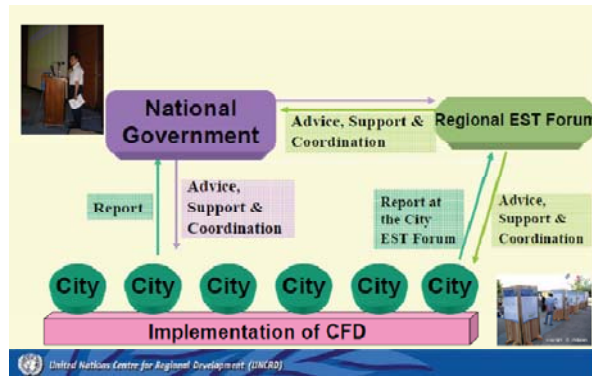 National
Government
Advice, Support &
Coordination
Regional EST Forum
Report
Advice,
Support &
Coordination
Report at
the City
EST Forum
Advice,
Support &
Coordination
City City City City City City
Implementation of CFD
United Nations Centre for Regional Development (UNCRD)